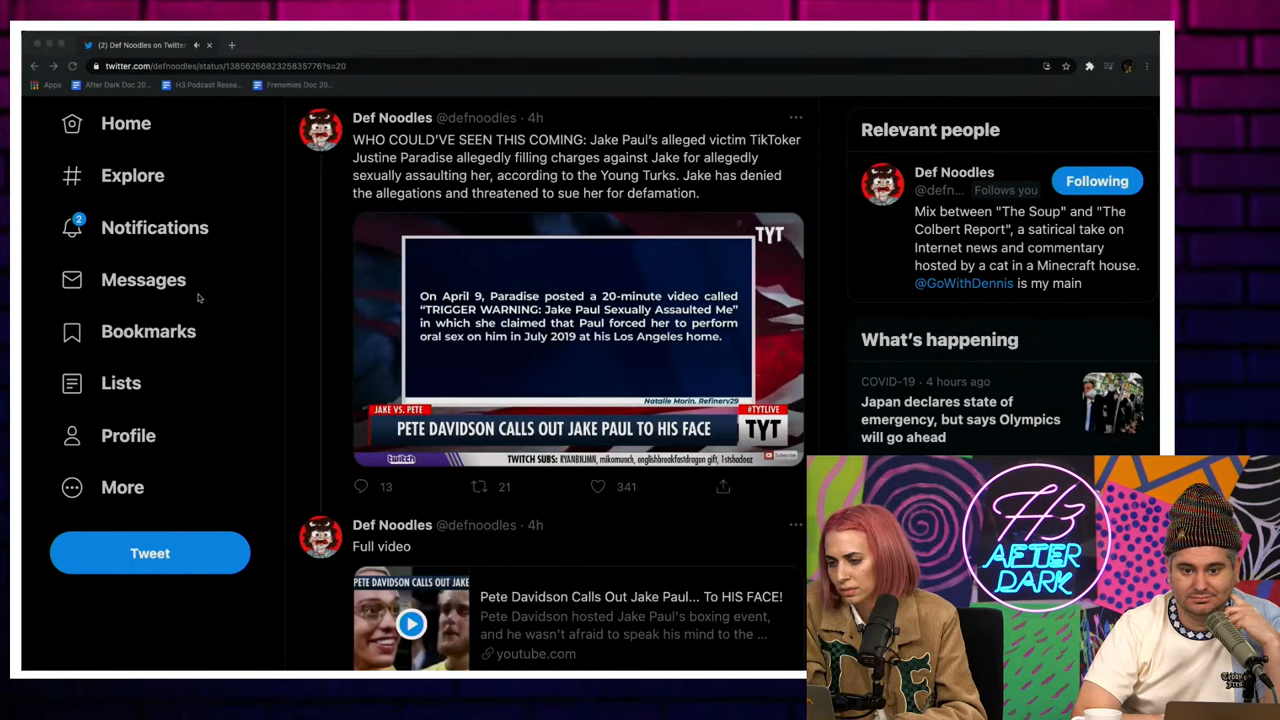 (2) Def Noodles on Twitte
twitter.com/defnoodles/status/1385626682325835776?s=20
Apps
After Dark Doc 20...
H3 Podcast Resea...
Frenemies Doc 20...
Home
Explore
2
Notifications
Messages
Bookmarks
Lists
Profile
More
Tweet
Def Noodles @defnoodles · 4h
WHO COULD'VE SEEN THIS COMING: Jake Paul's alleged victim TikToker
Justine Paradise allegedly filling charges against Jake for allegedly
sexually assaulting her, according to the Young Turks. Jake has denied
the allegations and threatened to sue her for defamation.
TYT
On April 9, Paradise posted a 20-minute video called
“TRIGGER WARNING: Jake Paul Sexually Assaulted Me”
in which she claimed that Paul forced her to perform
oral sex on him in July 2019 at his Los Angeles home.
Natalie Morin, Refinery29
JAKE VS. PETE
#TYTLIVE
PETE DAVIDSON CALLS OUT JAKE PAUL TO HIS FACE
TYT
twitch
TWITCH SUBS: RYANBNJMN, mikomunch, englishbreakfastdragon gift, 1stshadoez
Subscribe
13
21
341
Def Noodles @defnoodles · 4h
Full video
PETE DAVIDSON CALLS OUT JAKE
Pete Davidson Calls Out Jake Paul... To HIS FACE!
Pete Davidson hosted Jake Paul's boxing event,
and he wasn't afraid to speak his mind to the ...
youtube.com
Relevant people
Def Noodles
@defn... Follows you
Following
Mix between "The Soup" and "The
Colbert Report", a satirical take on
Internet news and commentary
hosted by a cat in a Minecraft house.
@GoWithDennis is my main
What's happening
COVID-19 · 4 hours ago
Japan declares state of
emergency, but says Olympics
will go ahead
H3
AFTER
DARK
Teddy
Fresh